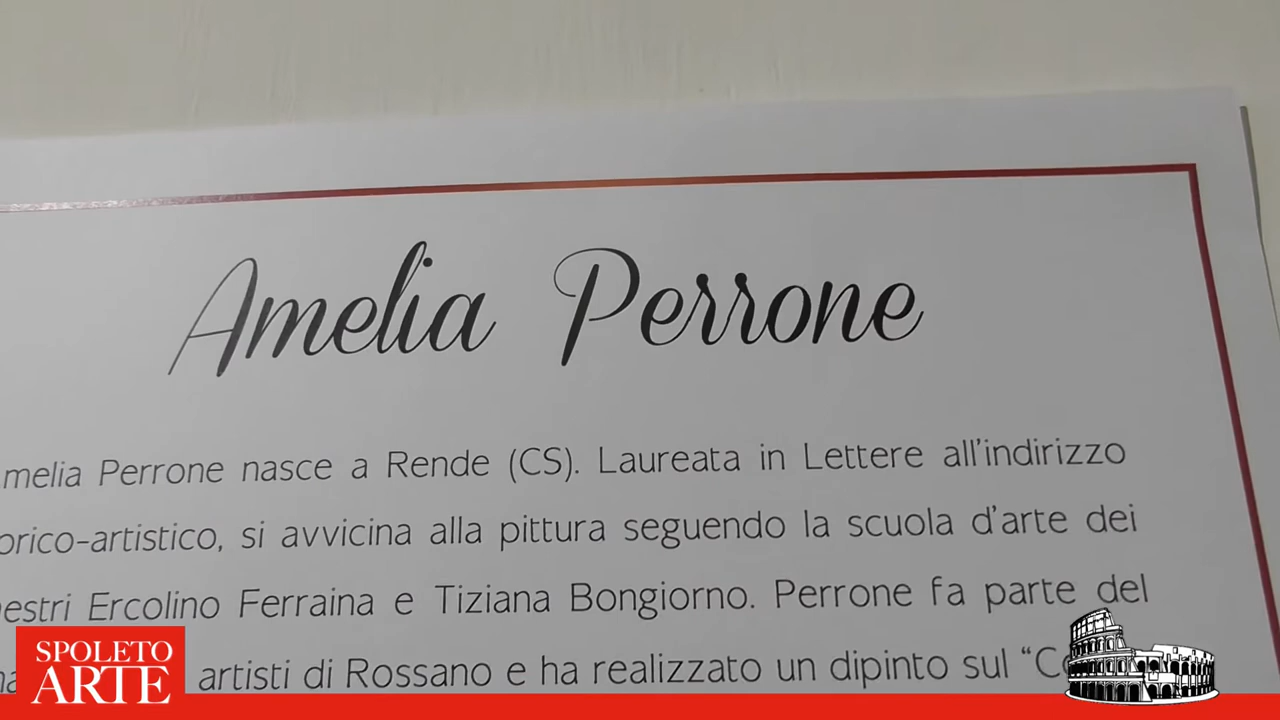 Amelia Perrone
melia Perrone nasce a Rende (CS). Laureata in Lettere all'indirizzo
orico-artistico, si avvicina alla pittura seguendo la scuola d'arte dei
estri Ercolino Ferraina e Tiziana Bongiorno. Perrone fa parte del
artisti di Rossano e ha realizzato un dipinto sul “C
SPOLETO
ARTE